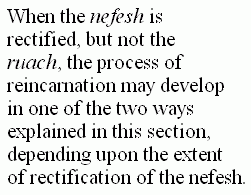 When the nefesh is
rectified, but not the
ruach, the process of
reincarnation may develop
in one of the two ways
explained in this section,
depending upon the extent
of rectification of the nefesh.